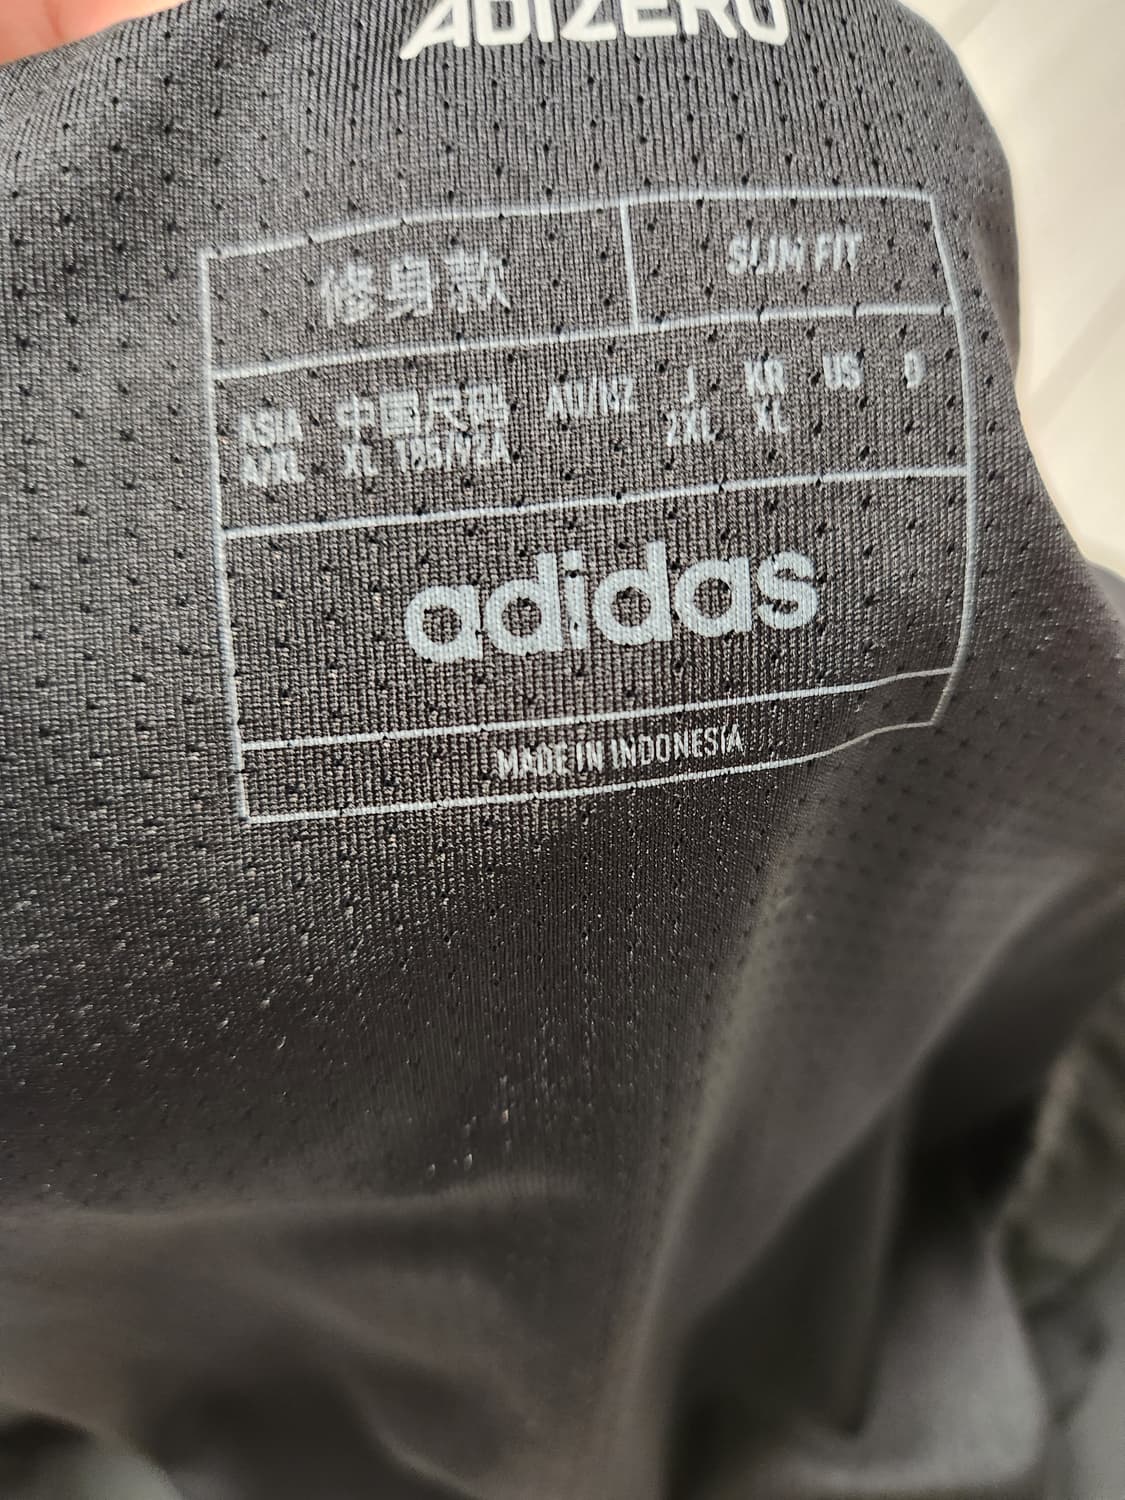 ADIZERO
修身款 SLIM FIT
ASIA 中国尺码 AU/NZ J KR US D
XL 2XL XL
adidas
MADE IN INDONESIA